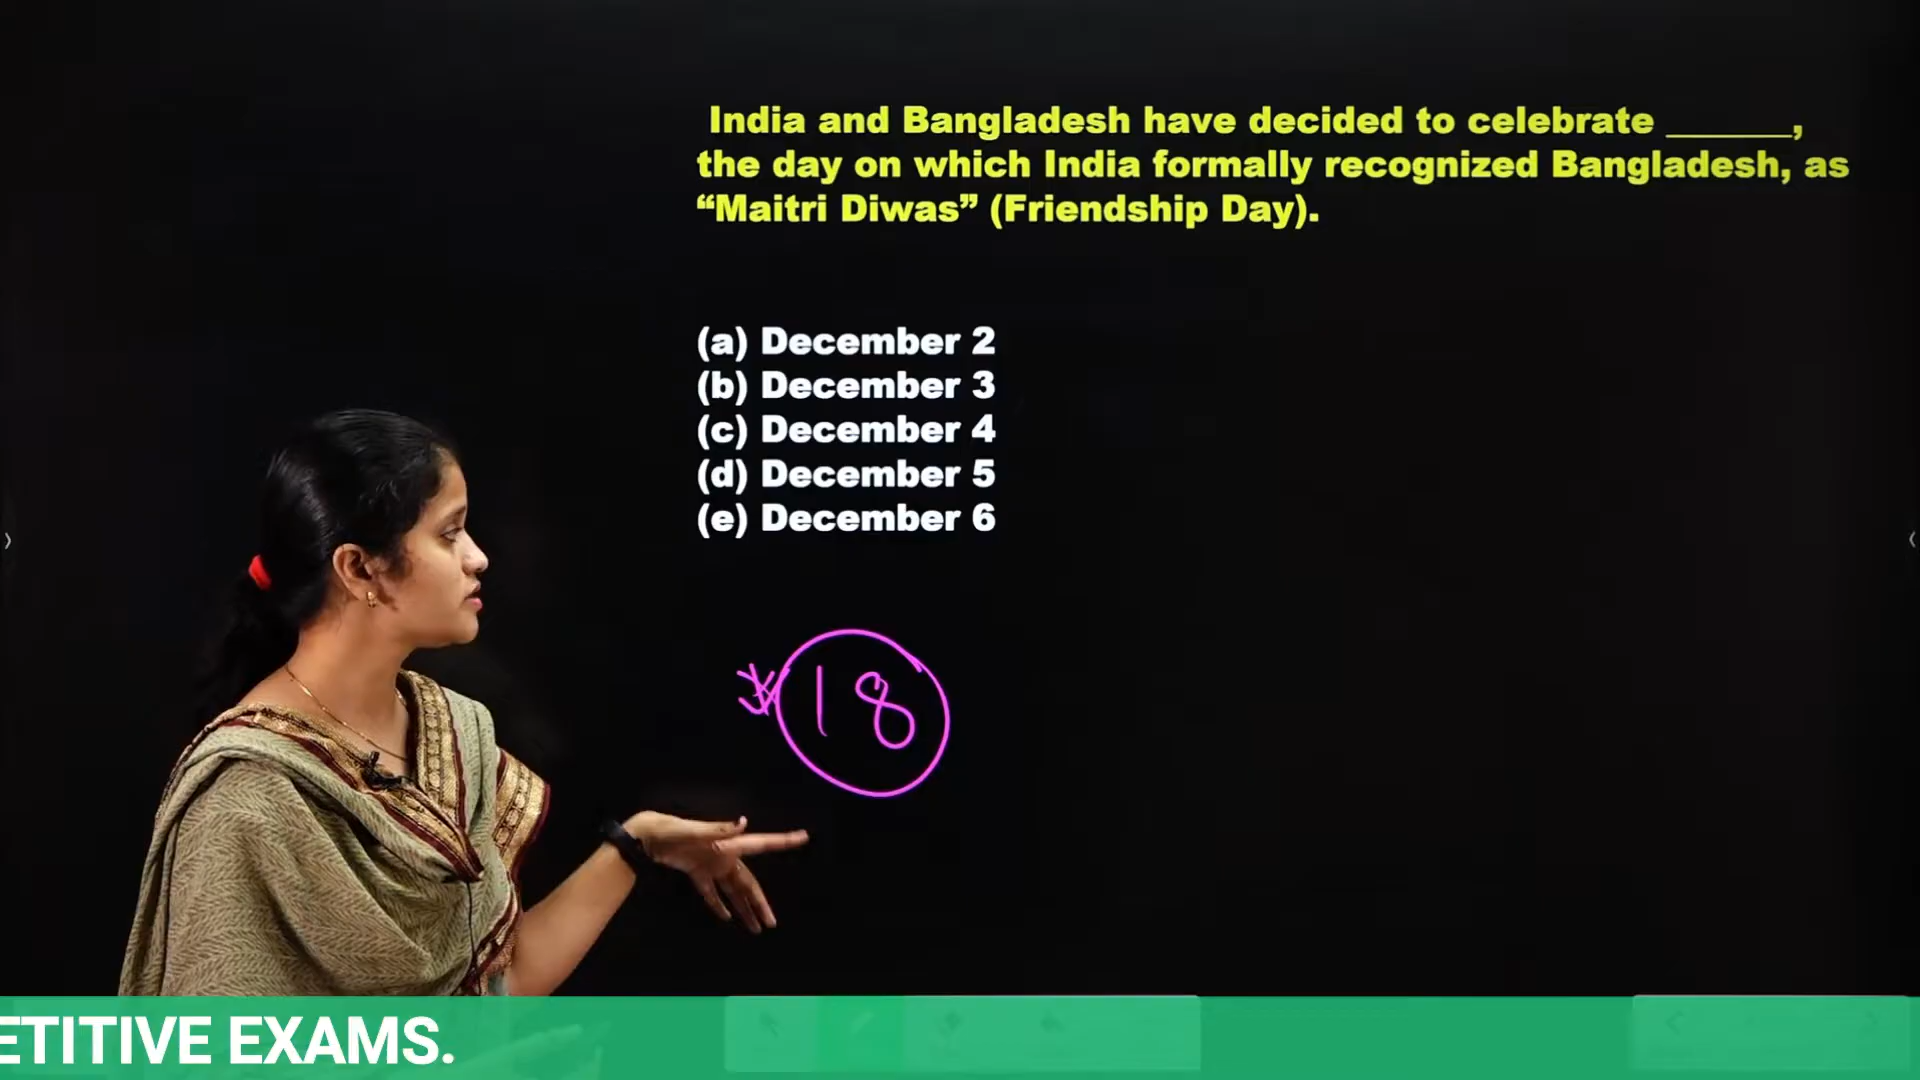 India and Bangladesh have decided to celebrate ______,
the day on which India formally recognized Bangladesh, as
“Maitri Diwas” (Friendship Day).
(a) December 2
(b) December 3
(c) December 4
(d) December 5
(e) December 6
18
ETITIVE EXAMS.